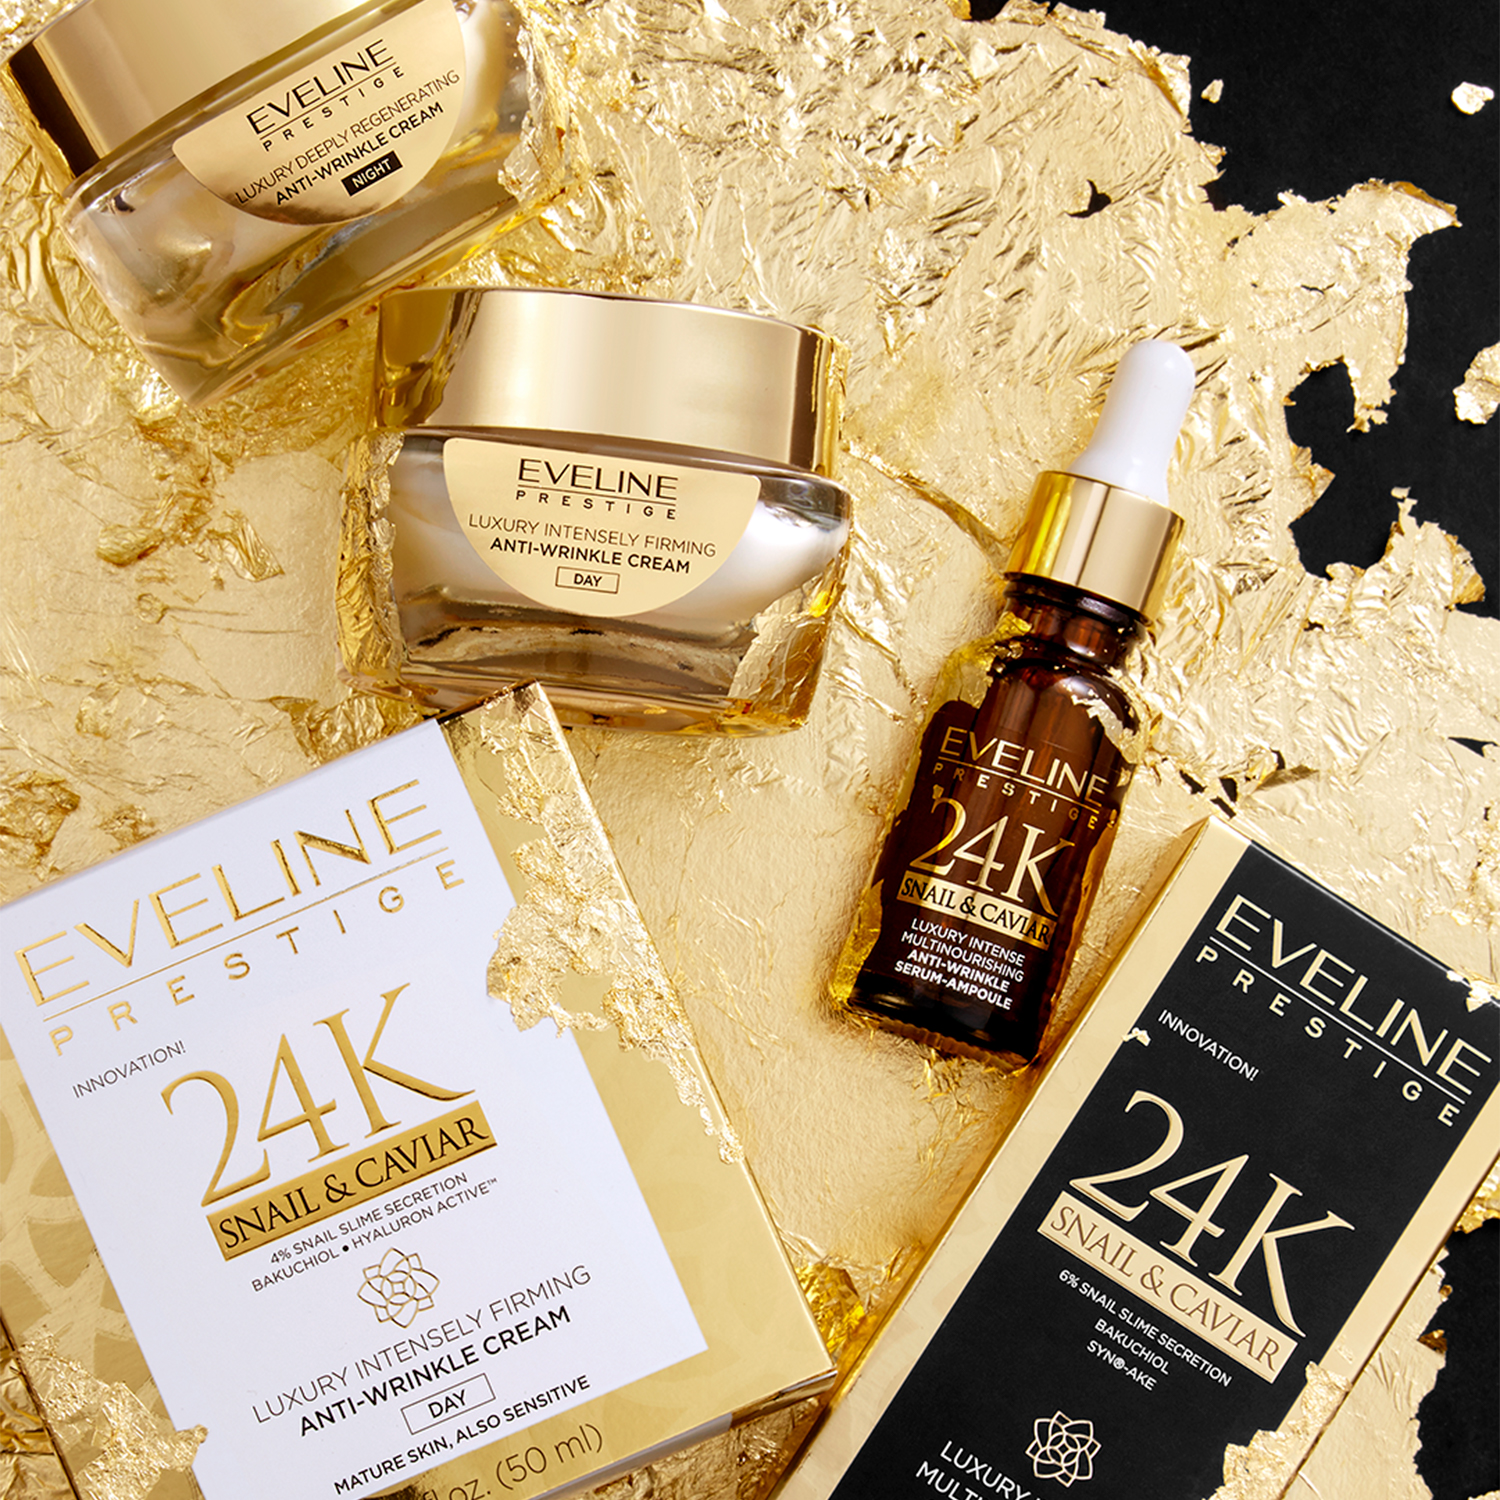 EVELINE
PRESTIGE
LUXURY DEEPLY REGENERATING
ANTI-WRINKLE CREAM
NIGHT
EVELINE
PRESTIGE
LUXURY INTENSELY FIRMING
ANTI-WRINKLE CREAM
DAY
EVELINE
PRESTIGE
24K
SNAIL & CAVIAR
LUXURY INTENSE
MULTINOURISHING
ANTI-WRINKLE
SERUM-AMPOULE
EVELINE
PRESTIGE
INNOVATION!
24K
SNAIL & CAVIAR
4% SNAIL SLIME SECRETION
BAKUCHIOL • HYALURON ACTIVE™
LUXURY INTENSELY FIRMING
ANTI-WRINKLE CREAM
DAY
MATURE SKIN, ALSO SENSITIVE
fl.oz. (50 ml)
EVELINE
PRESTIGE
INNOVATION!
24K
SNAIL & CAVIAR
6% SNAIL SLIME SECRETION
BAKUCHIOL
SYN®-AKE
LUXURY